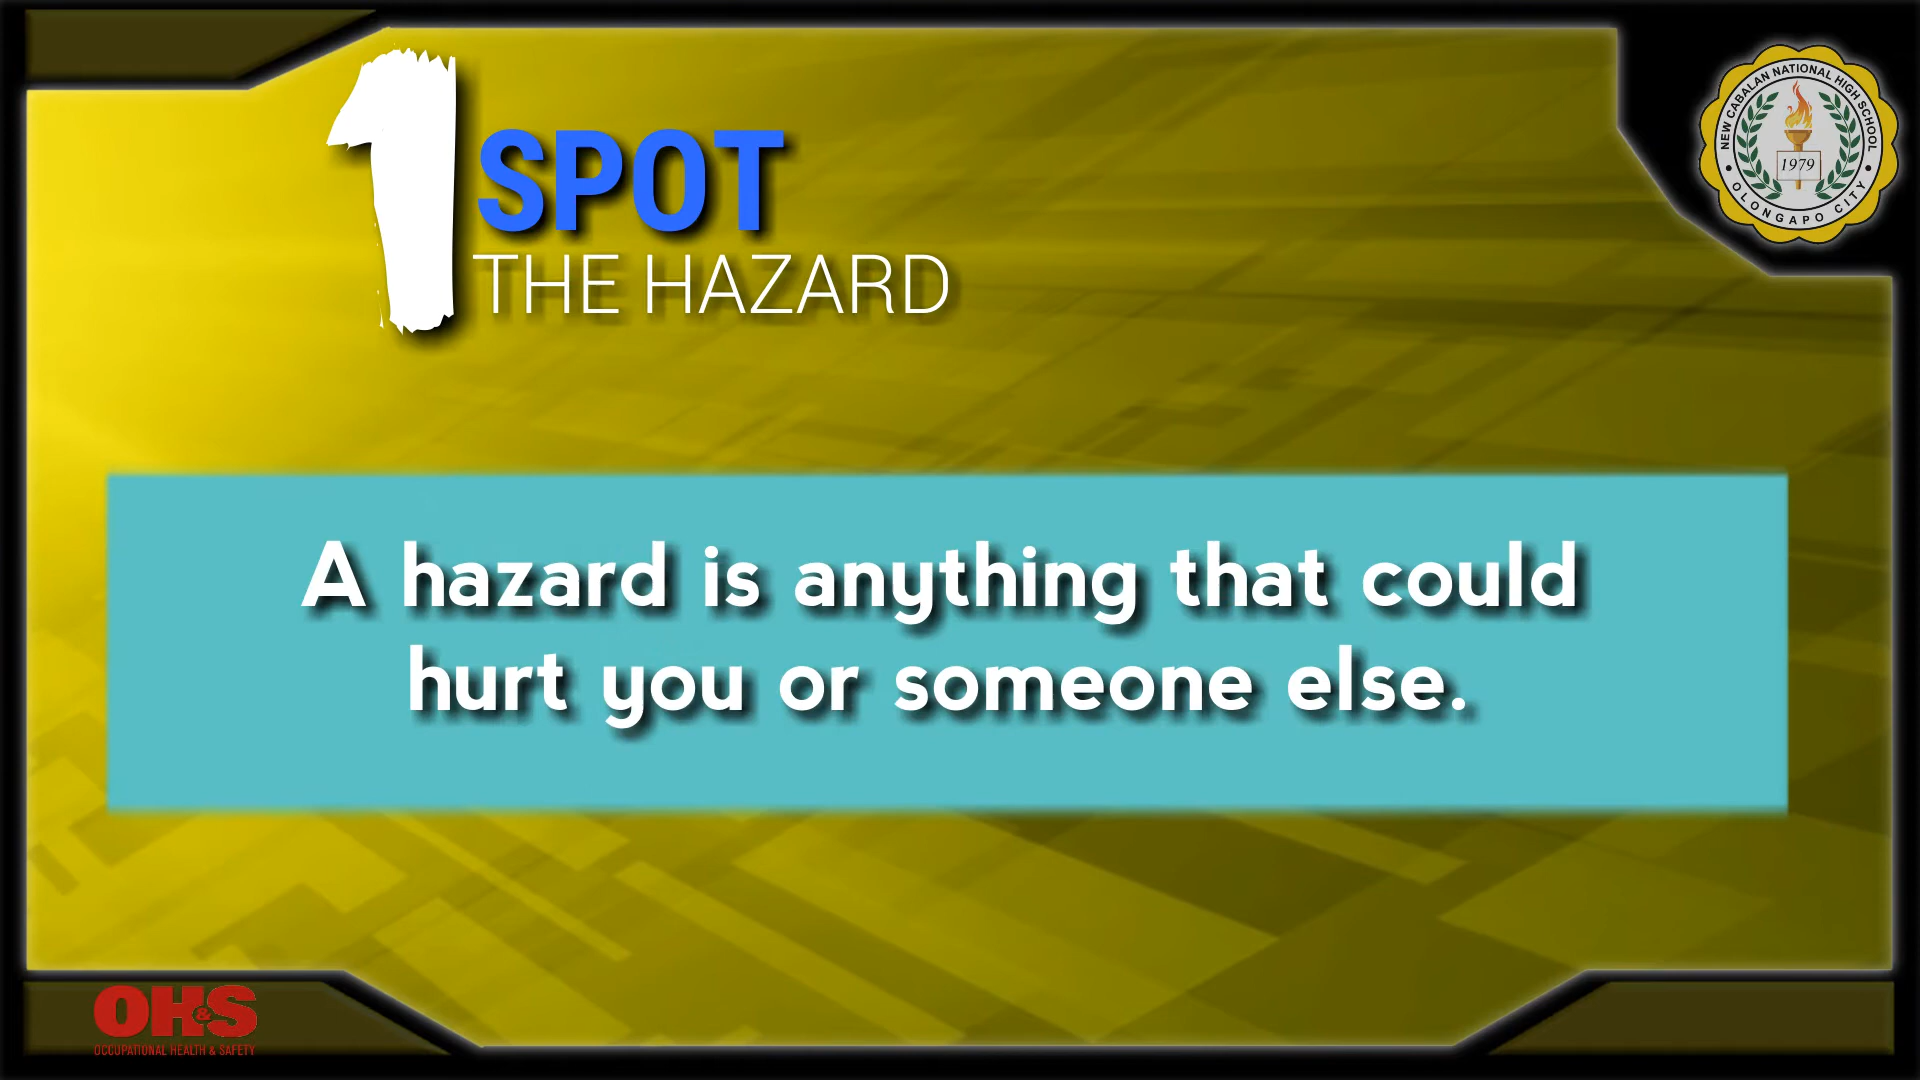 1
SPOT
THE HAZARD
NEW CABALAN NATIONAL HIGH SCHOOL
1979
• OLONGAPO CITY •
A hazard is anything that could
hurt you or someone else.
OH&S
OCCUPATIONAL HEALTH & SAFETY